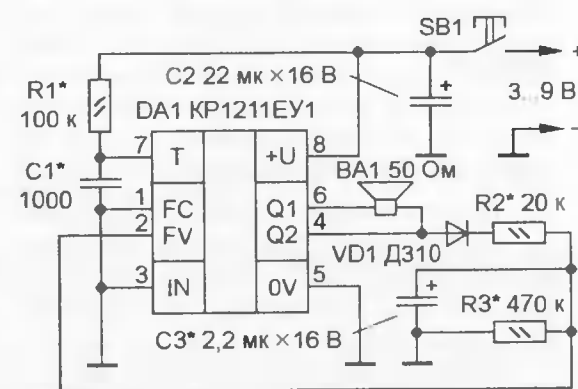 SB1
+
R1*
100 к
C2 22 мк × 16 В
3...9 В
DA1 КР1211ЕУ1
–
7
T
+U
8
C1*
1000
BA1 50 Ом
1
FC
Q1
6
R2* 20 к
2
FV
Q2
4
VD1 Д310
3
IN
0V
5
+
R3* 470 к
C3* 2,2 мк × 16 В